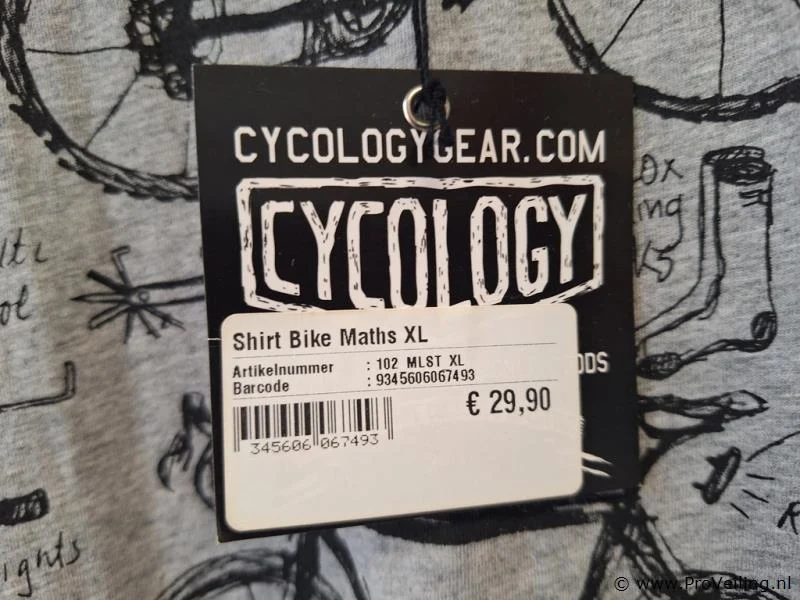 CYCOLOGYGEAR.COM
CYCOLOGY
Shirt Bike Maths XL
Artikelnummer : 102 MLST XL
Barcode : 9345606067493
€ 29,90
345606 067493
© www.ProVeiling.nl